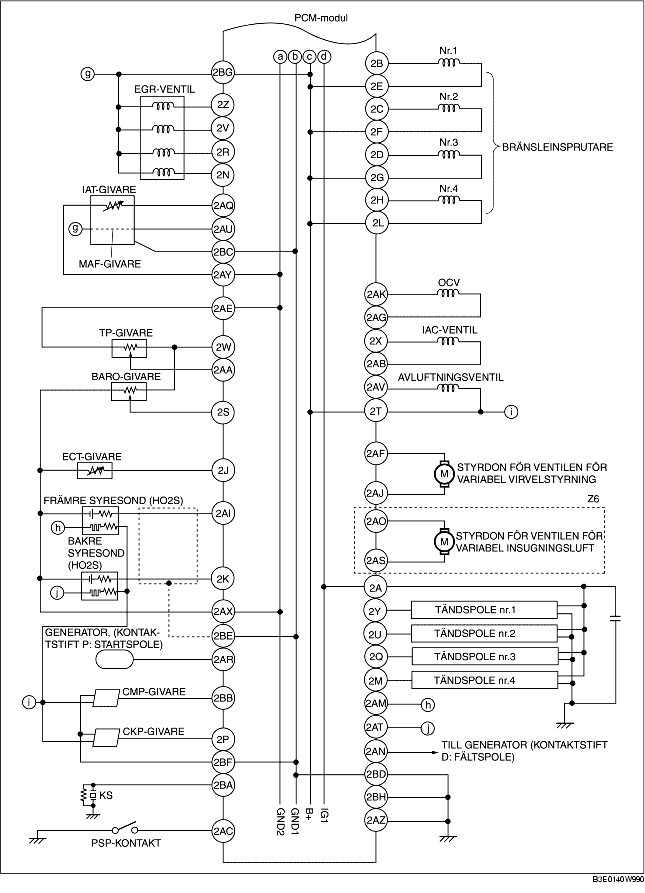 PCM-modul
a b c d
g
2BG
EGR-VENTIL
2Z
2V
2R
2N
IAT-GIVARE
2AQ
g
2AU
2BC
MAF-GIVARE
2AY
2AE
TP-GIVARE
2W
2AA
BARO-GIVARE
2S
ECT-GIVARE
2J
FRÄMRE SYRESOND (HO2S)
2AI
h
BAKRE
SYRESOND
(HO2S)
2K
j
2AX
GENERATOR, (KONTAK-
TSTIFT P: STARTSPOLE)
2BE
2AR
CMP-GIVARE
2BB
i
CKP-GIVARE
2P
2BF
2BA
KS
2AC
PSP-KONTAKT
GND2
GND1
B+
IG1
2B
Nr.1
2E
2C
Nr.2
2F
2D
Nr.3
2G
2H
Nr.4
2L
BRÄNSLEINSPRUTARE
2AK
OCV
2AG
2X
IAC-VENTIL
2AB
2AV
AVLUFTNINGSVENTIL
2T
i
2AF
M
STYRDON FÖR VENTILEN FÖR
VARIABEL VIRVELSTYRNING
2AJ
Z6
2AO
M
STYRDON FÖR VENTILEN FÖR
VARIABEL INSUGNINGSLUFT
2AS
2A
2Y
TÄNDSPOLE nr.1
2U
TÄNDSPOLE nr.2
2Q
TÄNDSPOLE nr.3
2M
TÄNDSPOLE nr.4
2AM
h
2AT
j
2AN
TILL GENERATOR (KONTAKTSTIFT
D: FÄLTSPOLE)
2BD
2BH
2AZ
B3E0140W990